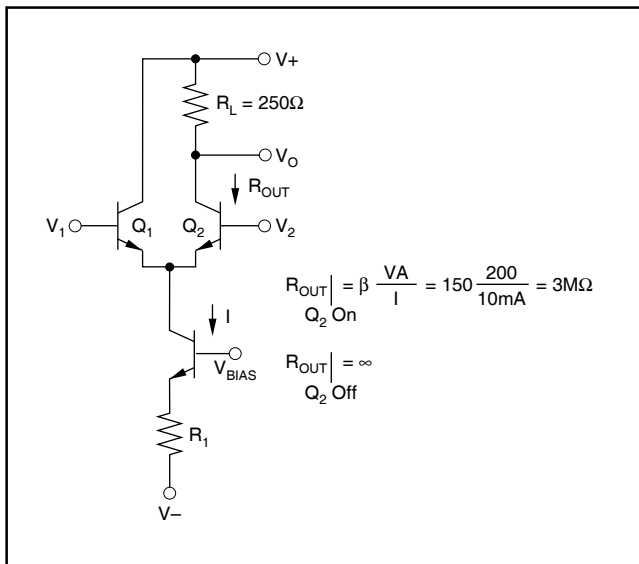 V+
R_L = 250Ω
V_O
R_OUT
V_1
Q_1
Q_2
V_2
I
V_BIAS
R_1
V–
R_OUT| = β VA/I = 150 200/10mA = 3MΩ
Q_2 On
R_OUT| = ∞
Q_2 Off